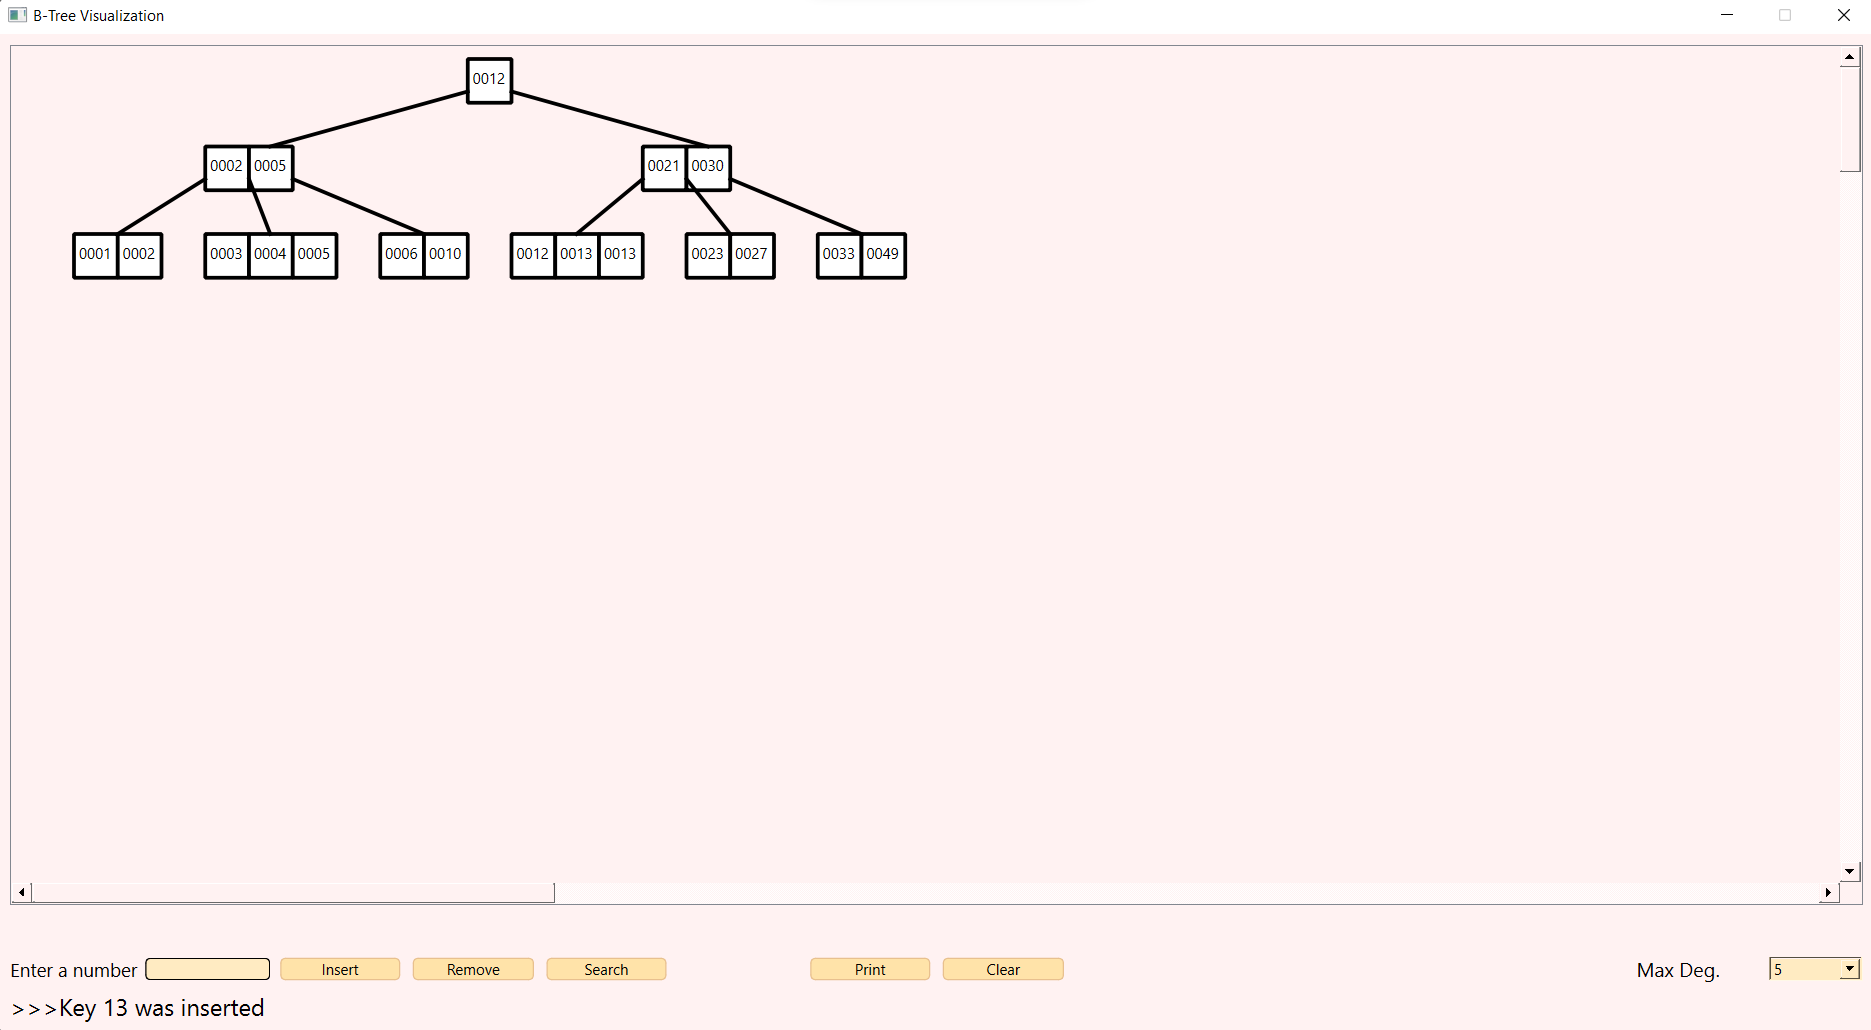 B-Tree Visualization
0012
0002 0005 0021 0030
0001 0002 0003 0004 0005 0006 0010 0012 0013 0013 0023 0027 0033 0049
Enter a number Insert Remove Search Print Clear Max Deg. 5
>>>Key 13 was inserted